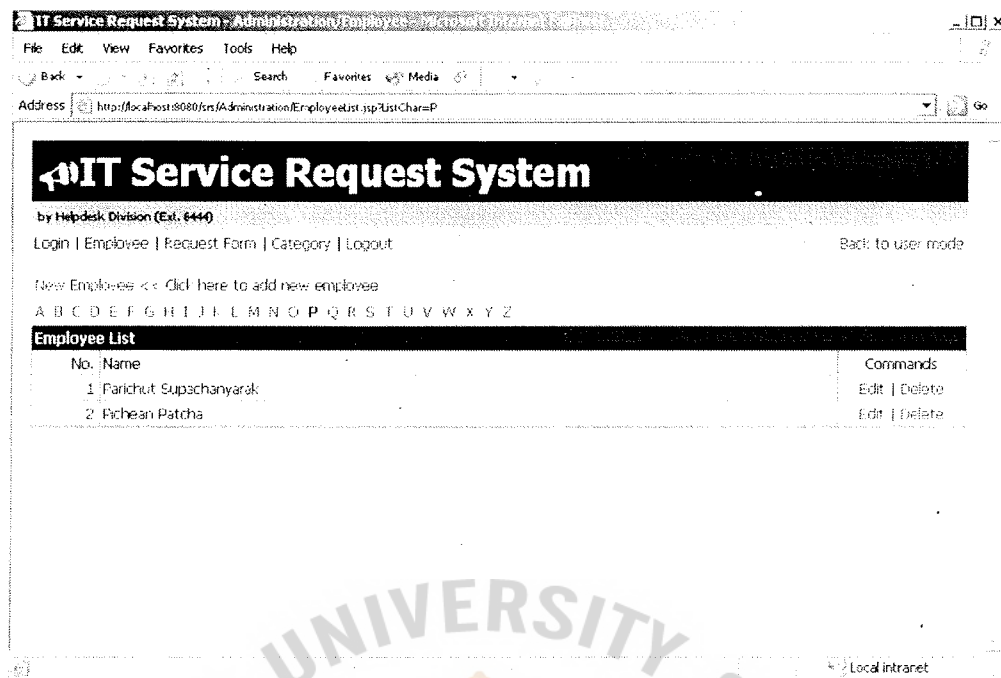 IT Service Request System - Administration/Employee - Microsoft Internet
File Edit View Favorites Tools Help
Back Search Favorites Media
Address http://localhost:8080/srs/Administration/EmployeeList.jsp?ListChar=P Go
IT Service Request System
by Helpdesk Division (Ext. 6444)
Login | Employee | Request Form | Category | Logout Back to user mode
New Employee << Click here to add new employee
A B C D E F G H I J K L M N O P Q R S T U V W X Y Z
Employee List
No. Name Commands
1 Parichut Supachanyarak Edit | Delete
2 Pichean Patcha Edit | Delete
UNIVERSITY
Local intranet